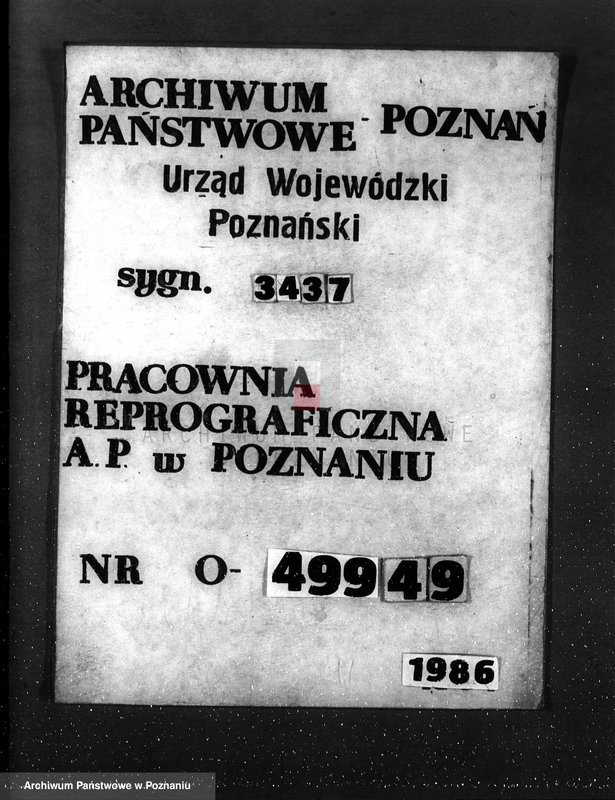 ARCHIWUM
PAŃSTWOWE - POZNAŃ
Urząd Wojewódzki
Poznański
sygn. 3437
PRACOWNIA
REPROGRAFICZNA
A.P. w POZNANIU
NR O- 49949
1986
Archiwum Państwowe w Poznaniu